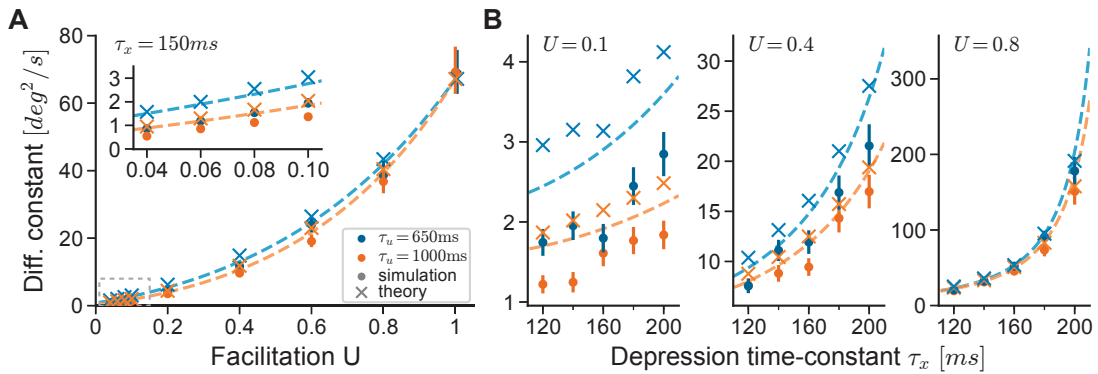 A
B
Diff. constant [deg²/s]
80
60
40
20
0
τₓ = 150ms
3
2
1
0
0.04 0.06 0.08 0.10
τᵤ = 650ms
τᵤ = 1000ms
simulation
theory
0 0.2 0.4 0.6 0.8 1
Facilitation U
U = 0.1
4
3
2
1
120 160 200
U = 0.4
30
25
20
15
10
120 160 200
U = 0.8
300
200
100
0
120 160 200
Depression time-constant τₓ [ms]